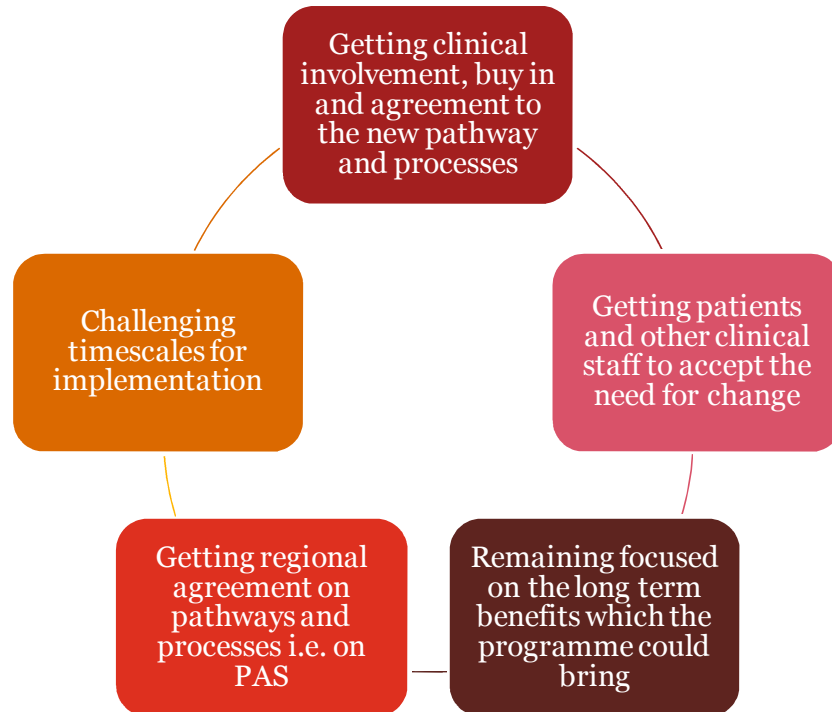 Getting clinical
involvement, buy in
and agreement to
the new pathway
and processes
Getting patients
and other clinical
staff to accept the
need for change
Remaining focused
on the long term
benefits which the
programme could
bring
Getting regional
agreement on
pathways and
processes i.e. on
PAS
Challenging
timescales for
implementation